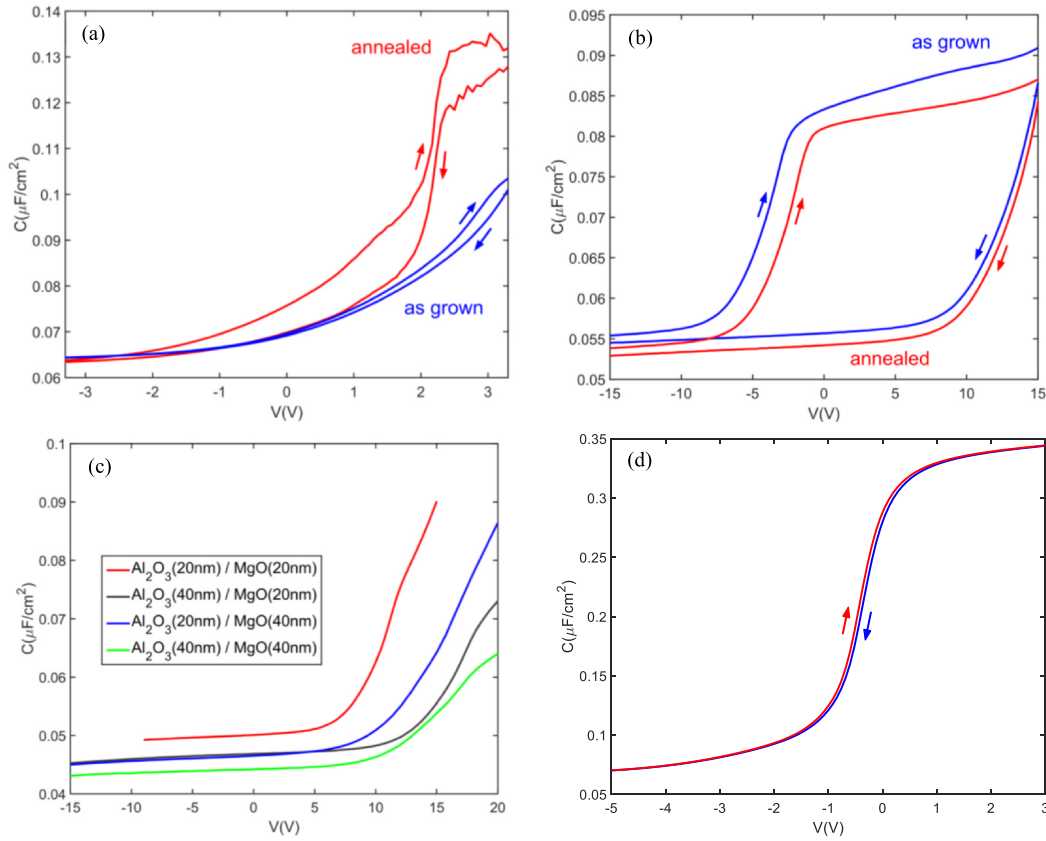 (a)
annealed
as grown
C(μF/cm²)
0.14
0.13
0.12
0.11
0.1
0.09
0.08
0.07
0.06
-3 -2 -1 0 1 2 3
V(V)
(b)
as grown
annealed
C(μF/cm²)
0.095
0.09
0.085
0.08
0.075
0.07
0.065
0.06
0.055
0.05
-15 -10 -5 0 5 10 15
V(V)
(c)
Al₂O₃(20nm) / MgO(20nm)
Al₂O₃(40nm) / MgO(20nm)
Al₂O₃(20nm) / MgO(40nm)
Al₂O₃(40nm) / MgO(40nm)
C(μF/cm²)
0.1
0.09
0.08
0.07
0.06
0.05
0.04
-15 -10 -5 0 5 10 15 20
V(V)
(d)
C(μF/cm²)
0.35
0.3
0.25
0.2
0.15
0.1
0.05
-5 -4 -3 -2 -1 0 1 2 3
V(V)